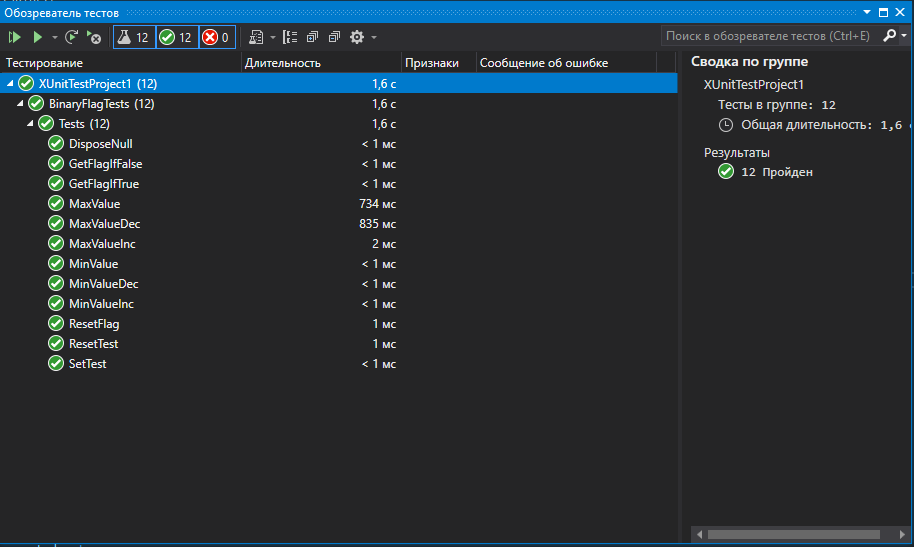 Обозреватель тестов
12 12 0
Поиск в обозревателе тестов (Ctrl+E)
Тестирование Длительность Признаки Сообщение об ошибке
XUnitTestProject1 (12) 1,6 с
BinaryFlagTests (12) 1,6 с
Tests (12) 1,6 с
DisposeNull < 1 мс
GetFlagIfFalse < 1 мс
GetFlagIfTrue < 1 мс
MaxValue 734 мс
MaxValueDec 835 мс
MaxValueInc 2 мс
MinValue < 1 мс
MinValueDec < 1 мс
MinValueInc < 1 мс
ResetFlag 1 мс
ResetTest 1 мс
SetTest < 1 мс
Сводка по группе
XUnitTestProject1
Тесты в группе: 12
Общая длительность: 1,6
Результаты
12 Пройден